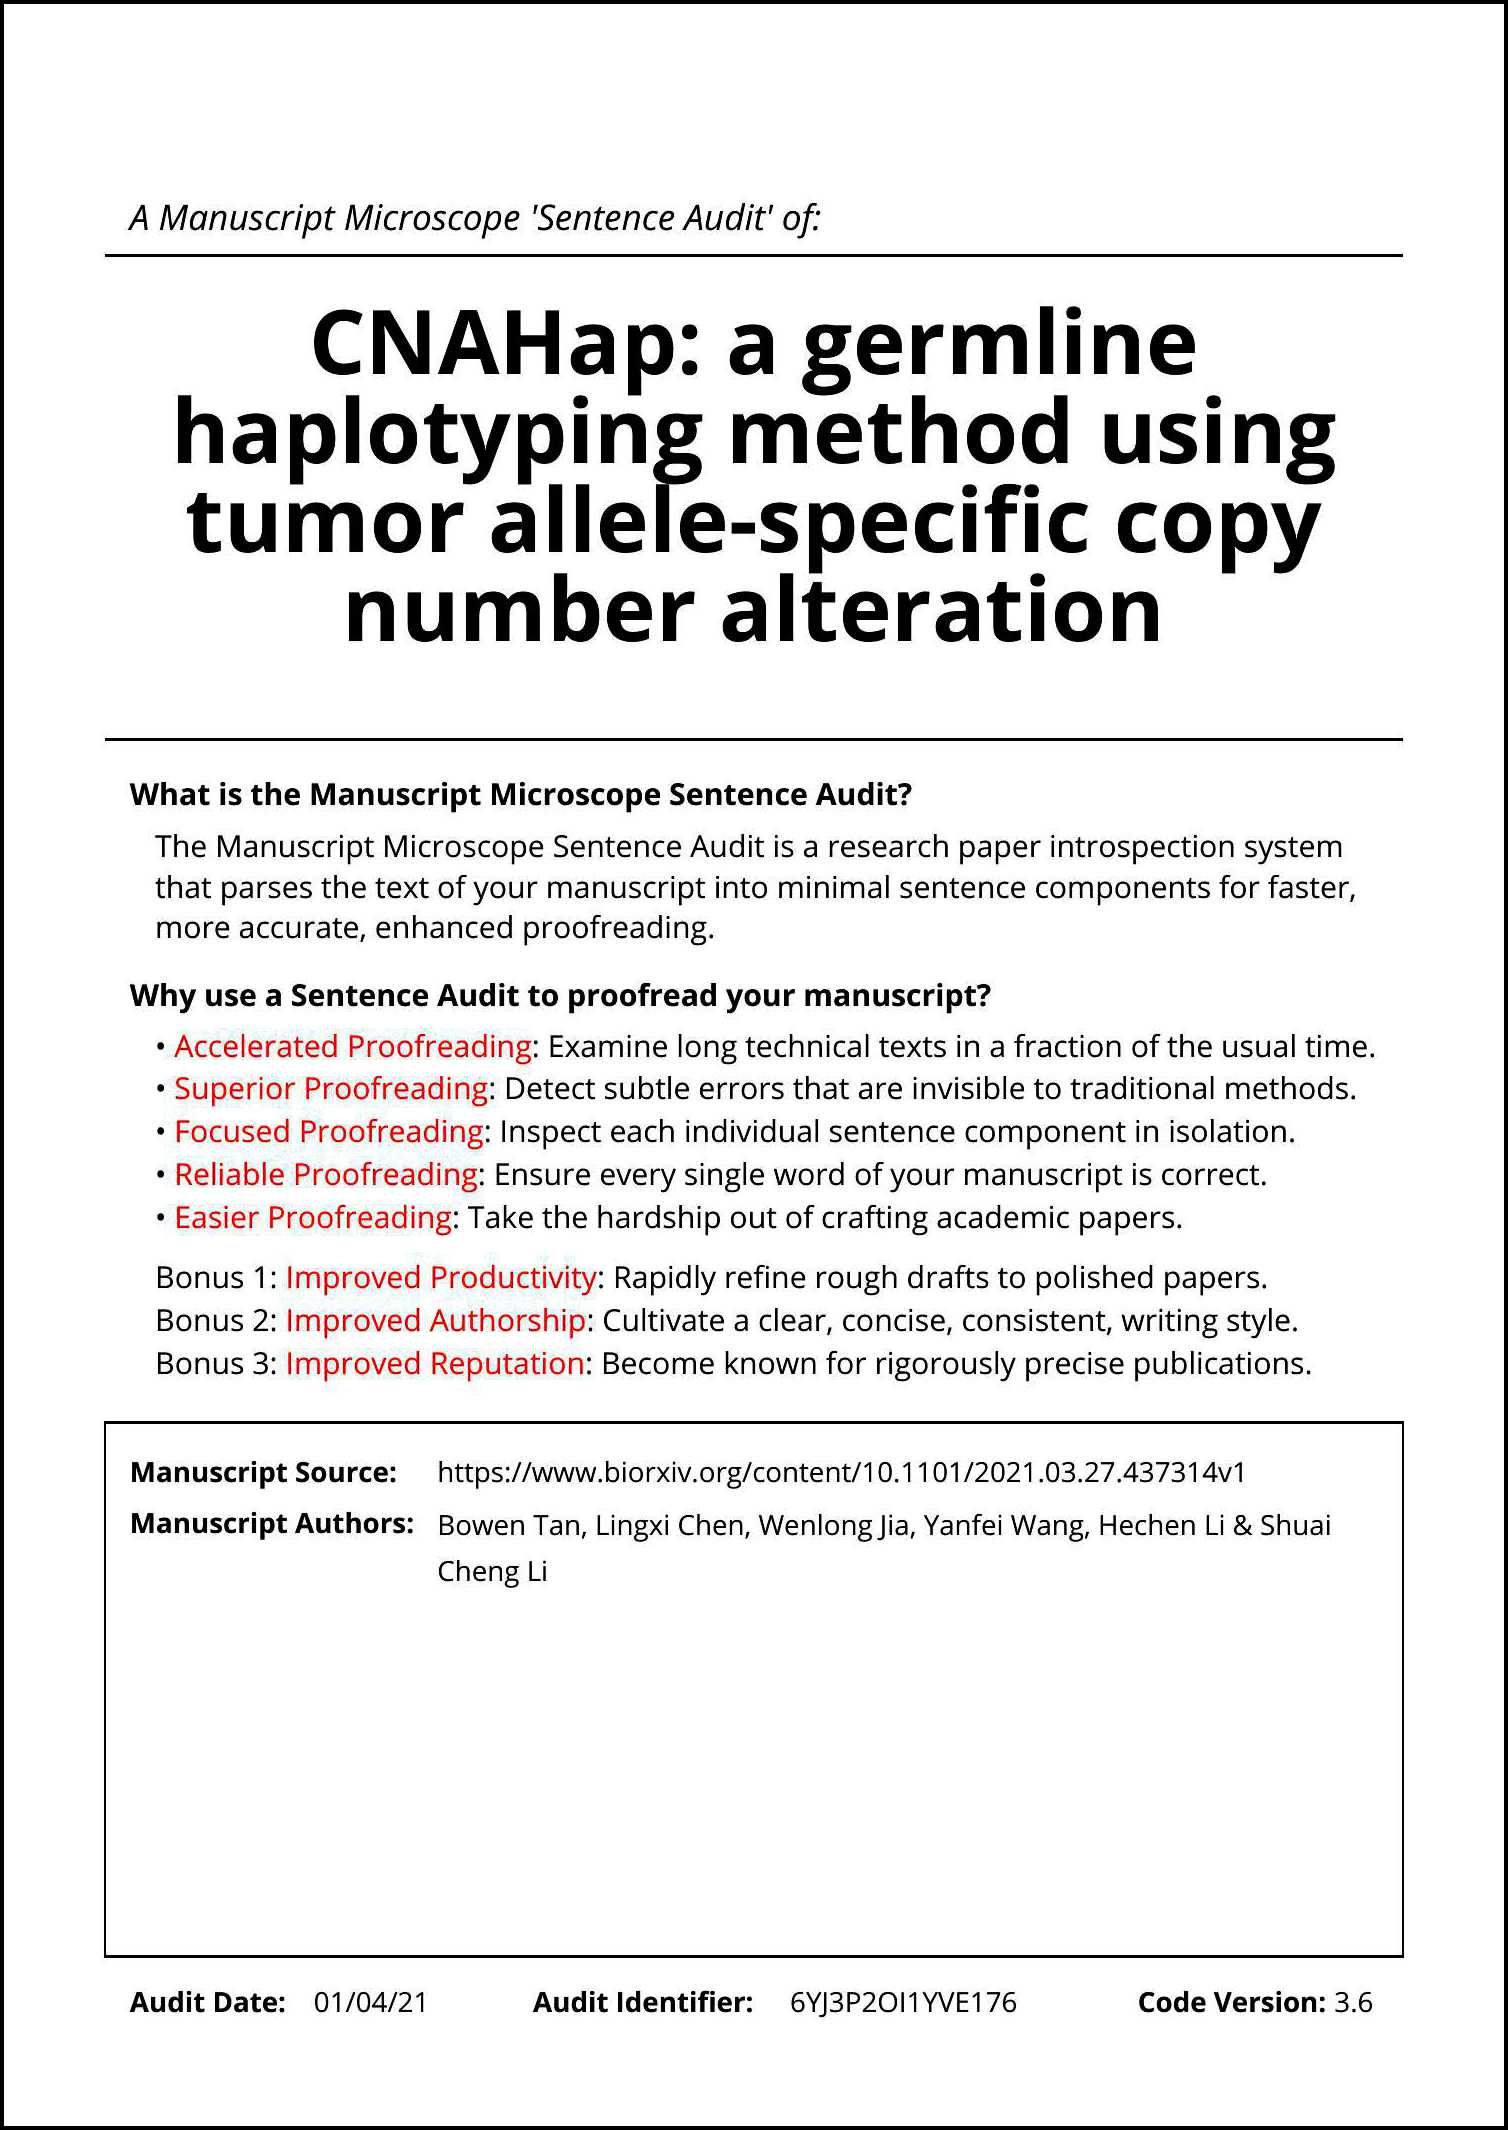 A Manuscript Microscope 'Sentence Audit' of:
CNAHap: a germline
haplotyping method using
tumor allele-specific copy
number alteration
What is the Manuscript Microscope Sentence Audit?
The Manuscript Microscope Sentence Audit is a research paper introspection system
that parses the text of your manuscript into minimal sentence components for faster,
more accurate, enhanced proofreading.
Why use a Sentence Audit to proofread your manuscript?
• Accelerated Proofreading: Examine long technical texts in a fraction of the usual time.
• Superior Proofreading: Detect subtle errors that are invisible to traditional methods.
• Focused Proofreading: Inspect each individual sentence component in isolation.
• Reliable Proofreading: Ensure every single word of your manuscript is correct.
• Easier Proofreading: Take the hardship out of crafting academic papers.
Bonus 1: Improved Productivity: Rapidly refine rough drafts to polished papers.
Bonus 2: Improved Authorship: Cultivate a clear, concise, consistent, writing style.
Bonus 3: Improved Reputation: Become known for rigorously precise publications.
Manuscript Source: https://www.biorxiv.org/content/10.1101/2021.03.27.437314v1
Manuscript Authors: Bowen Tan, Lingxi Chen, Wenlong Jia, Yanfei Wang, Hechen Li & Shuai
Cheng Li
Audit Date: 01/04/21 Audit Identifier: 6YJ3P2OI1YVE176 Code Version: 3.6